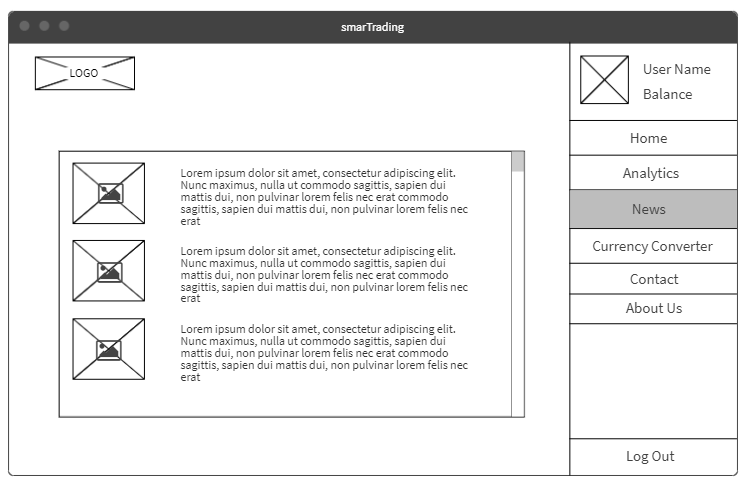 smarTrading
LOGO
User Name
Balance
Home
Analytics
News
Currency Converter
Contact
About Us
Log Out
Lorem ipsum dolor sit amet, consectetur adipiscing elit.
Nunc maximus, nulla ut commodo sagittis, sapien dui
mattis dui, non pulvinar lorem felis nec erat commodo
sagittis, sapien dui mattis dui, non pulvinar lorem felis nec
erat
Lorem ipsum dolor sit amet, consectetur adipiscing elit.
Nunc maximus, nulla ut commodo sagittis, sapien dui
mattis dui, non pulvinar lorem felis nec erat commodo
sagittis, sapien dui mattis dui, non pulvinar lorem felis nec
erat
Lorem ipsum dolor sit amet, consectetur adipiscing elit.
Nunc maximus, nulla ut commodo sagittis, sapien dui
mattis dui, non pulvinar lorem felis nec erat commodo
sagittis, sapien dui mattis dui, non pulvinar lorem felis nec
erat